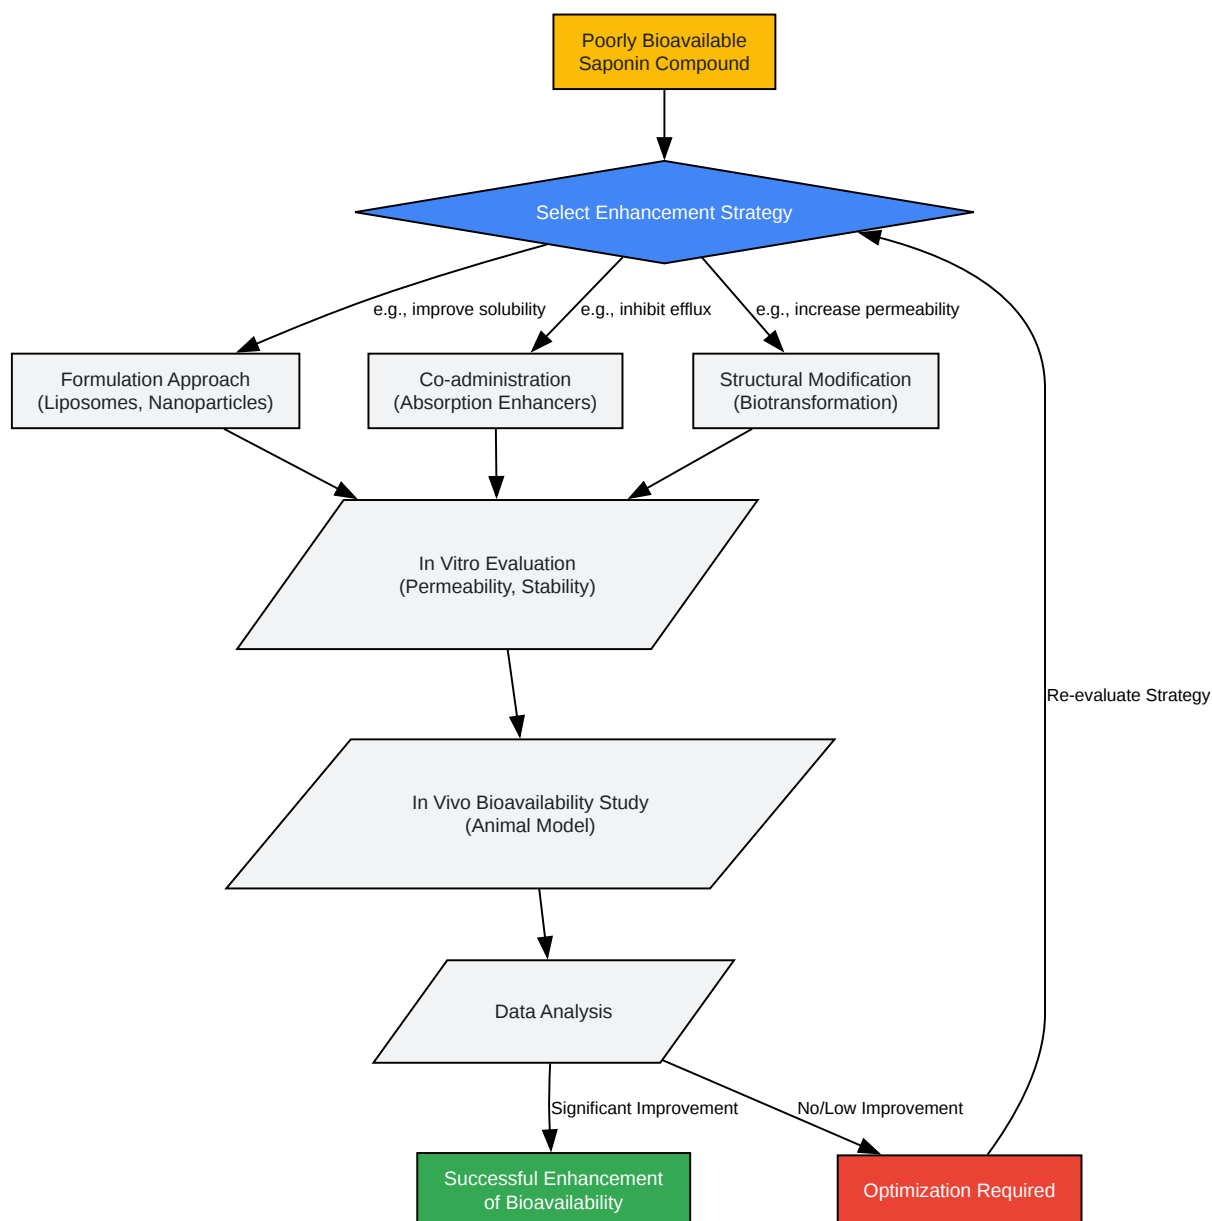 Poorly Bioavailable
Saponin Compound
Select Enhancement Strategy
e.g., improve solubility
e.g., inhibit efflux
e.g., increase permeability
Formulation Approach
(Liposomes, Nanoparticles)
Co-administration
(Absorption Enhancers)
Structural Modification
(Biotransformation)
In Vitro Evaluation
(Permeability, Stability)
Re-evaluate Strategy
In Vivo Bioavailability Study
(Animal Model)
Data Analysis
Significant Improvement
No/Low Improvement
Successful Enhancement
of Bioavailability
Optimization Required